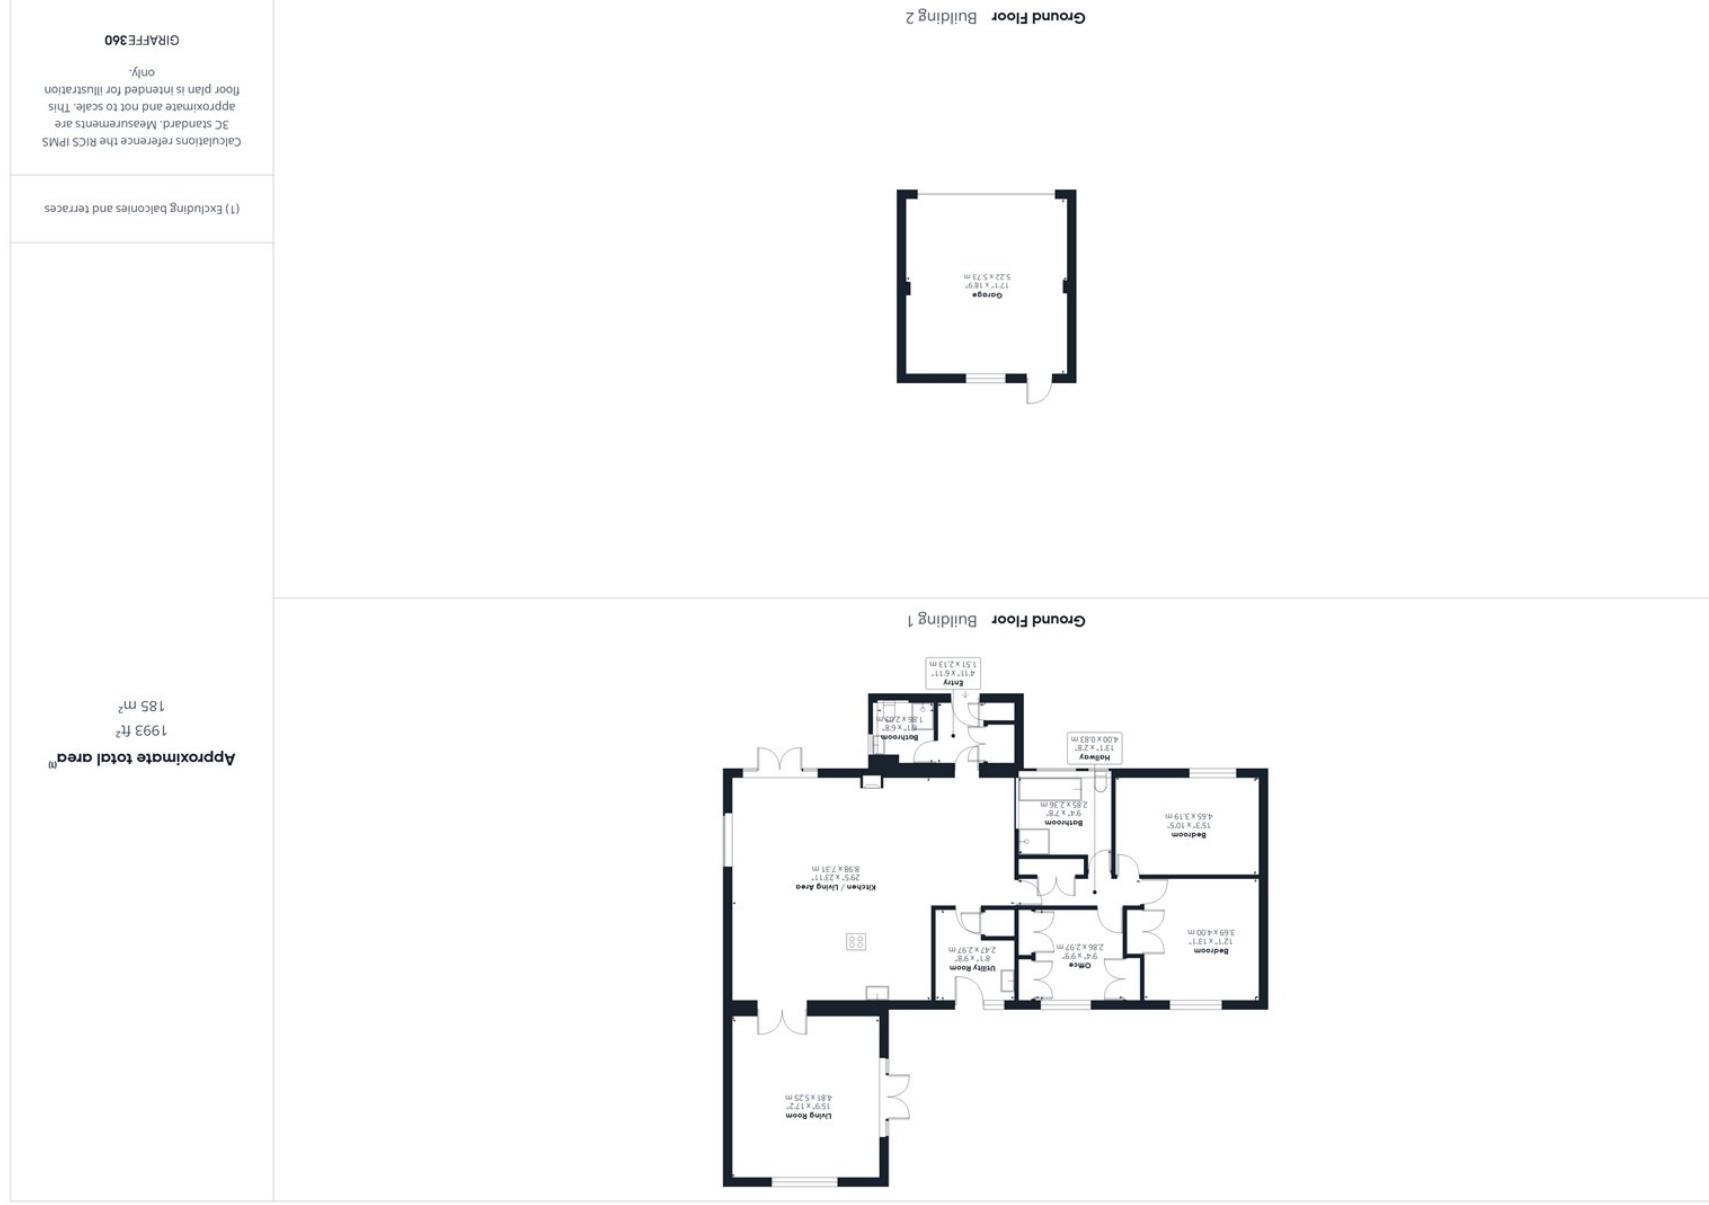 Living Room
15'9" x 17'2"
4.81 x 5.25 m
Bedroom
12'1" x 13'1"
3.69 x 4.00 m
Office
9'4" x 9'9"
2.86 x 2.97 m
Utility Room
8'1" x 9'8"
2.47 x 2.97 m
Kitchen / Living Area
29'5" x 23'11"
8.98 x 7.31 m
Bedroom
15'3" x 10'5"
4.65 x 3.19 m
Bathroom
9'4" x 7'8"
2.85 x 2.36 m
Hallway
13'1" x 2'8"
4.00 x 0.83 m
Bathroom
6'1" x 6'8"
1.86 x 2.03 m
Entry
4'11" x 6'11"
1.51 x 2.13 m
Ground Floor Building 1
Garage
17'1" x 18'9"
5.22 x 5.73 m
Ground Floor Building 2
Approximate total area(1)
1993 ft²
185 m²
(1) Excluding balconies and terraces
Calculations reference the RICS IPMS
3C standard. Measurements are
approximate and not to scale. This
floor plan is intended for illustration
only.
GIRAFFE360